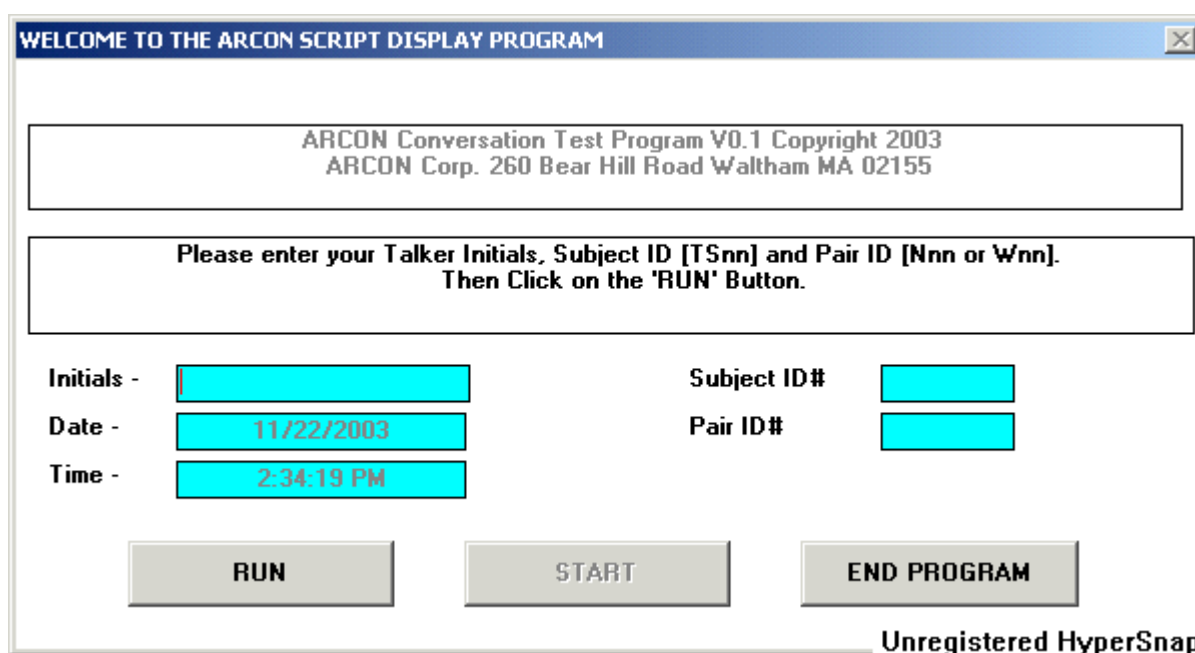 WELCOME TO THE ARCON SCRIPT DISPLAY PROGRAM
ARCON Conversation Test Program V0.1 Copyright 2003
ARCON Corp. 260 Bear Hill Road Waltham MA 02155
Please enter your Talker Initials, Subject ID [TSnn] and Pair ID [Nnn or Wnn].
Then Click on the 'RUN' Button.
Initials -
Subject ID#
Date - 11/22/2003
Pair ID#
Time - 2:34:19 PM
RUN START END PROGRAM
Unregistered HyperSnap